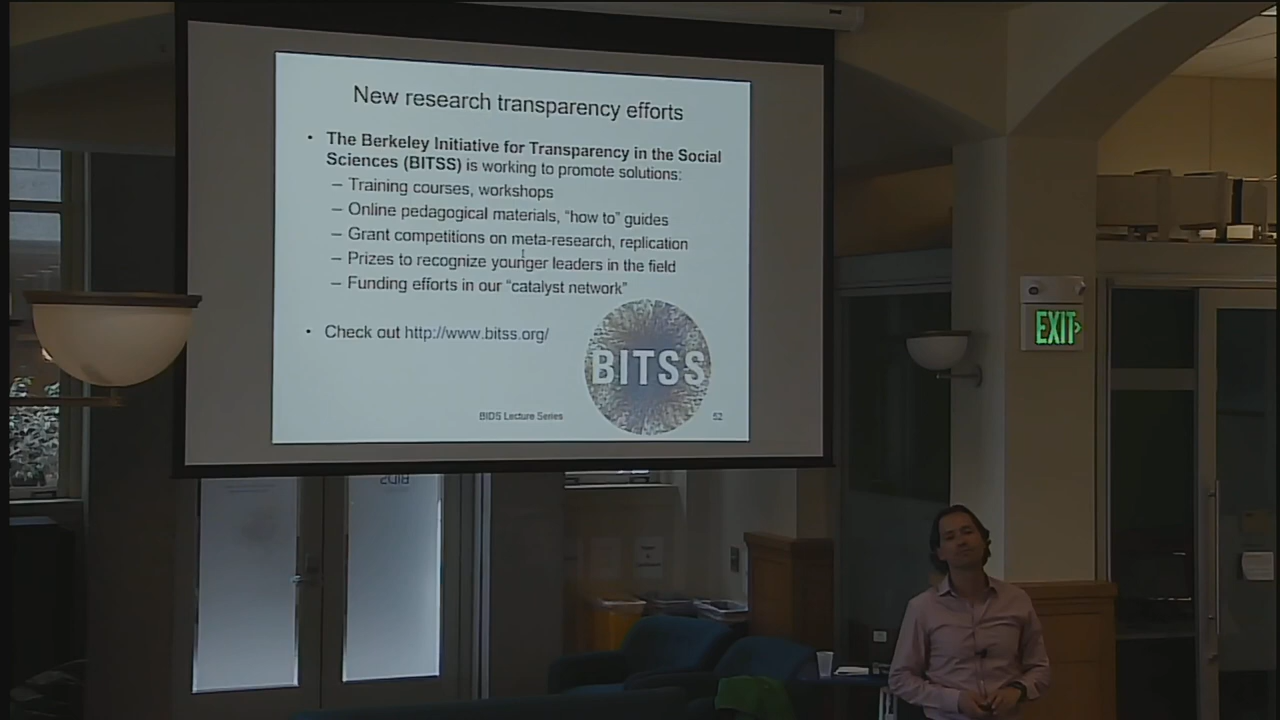 New research transparency efforts
• The Berkeley Initiative for Transparency in the Social
Sciences (BITSS) is working to promote solutions:
– Training courses, workshops
– Online pedagogical materials, “how to” guides
– Grant competitions on meta-research, replication
– Prizes to recognize younger leaders in the field
– Funding efforts in our “catalyst network”
• Check out http://www.bitss.org/
BITSS
BIDS Lecture Series
52
EXIT
BIDS